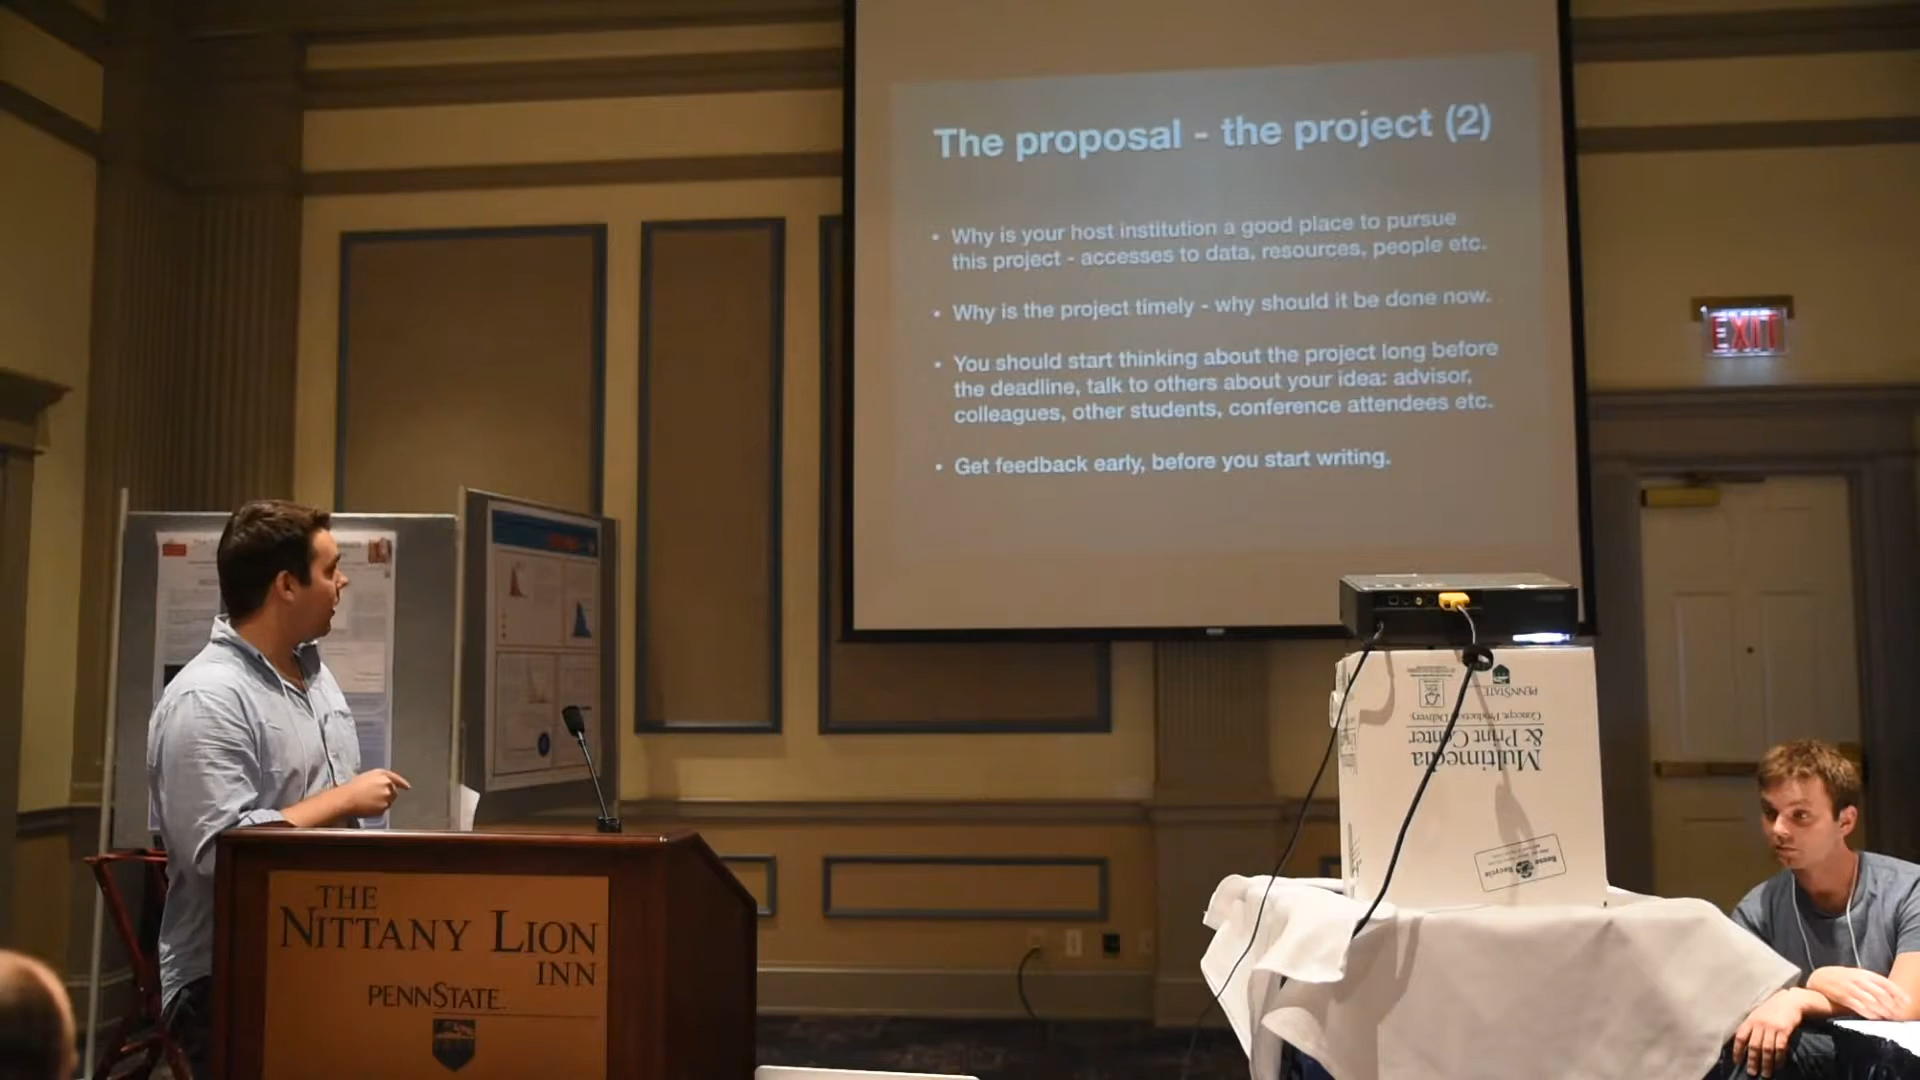 The proposal - the project (2)
• Why is your host institution a good place to pursue
this project - accesses to data, resources, people etc.
• Why is the project timely - why should it be done now.
• You should start thinking about the project long before
the deadline, talk to others about your idea: advisor,
colleagues, other students, conference attendees etc.
• Get feedback early, before you start writing.
EXIT
THE
NITTANY LION
INN
PENNSTATE
PENNSTATE
Concept, Production, Delivery
Multimedia
& Print Center
Reuse
Recycle